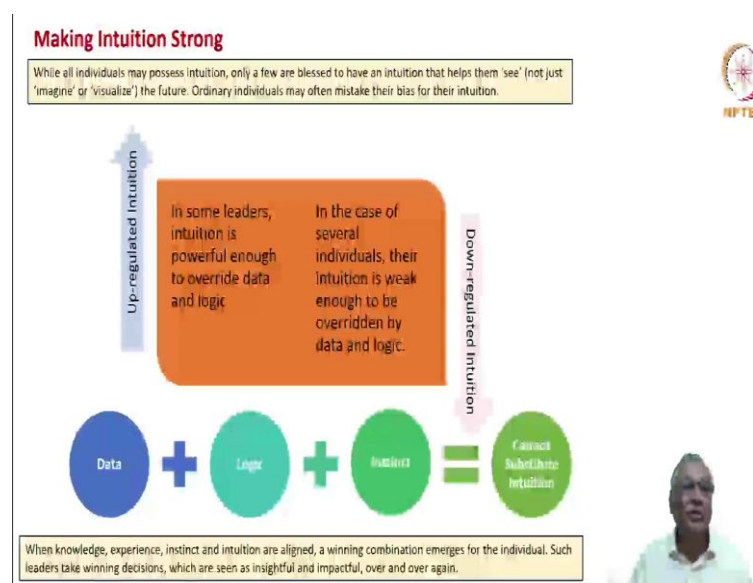 Making Intuition Strong
While all individuals may possess intuition, only a few are blessed to have an intuition that helps them 'see' (not just
'imagine' or 'visualize') the future. Ordinary individuals may often mistake their bias for their intuition.
NPTEL
Up-regulated Intuition
In some leaders,
intuition is
powerful enough
to override data
and logic
In the case of
several
individuals, their
intuition is weak
enough to be
overridden by
data and logic.
Down-regulated Intuition
Data
Logic
Instinct
Cannot
Substitute
Intuition
When knowledge, experience, instinct and intuition are aligned, a winning combination emerges for the individual. Such
leaders take winning decisions, which are seen as insightful and impactful, over and over again.